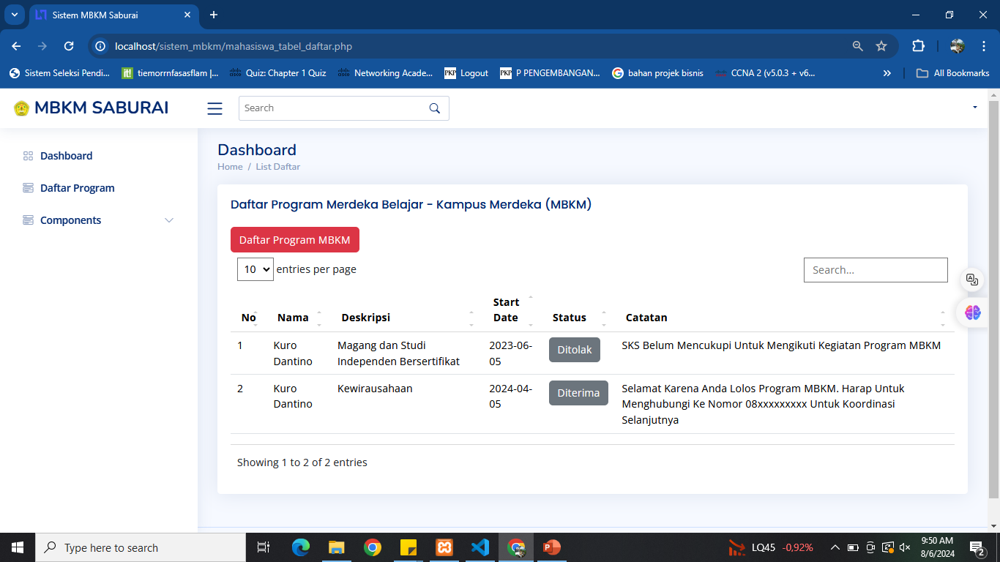 Sistem MBKM Saburai
localhost/sistem_mbkm/mahasiswa_tabel_daftar.php
Sistem Seleksi Pendi...
it!
tiemorrnfasasflam |...
Quiz: Chapter 1 Quiz
Networking Acade...
PKP
Logout
PKP
P PENGEMBANGAN...
bahan projek bisnis
CCNA 2 (v5.0.3 + v6...
All Bookmarks
MBKM SABURAI
Search
Dashboard
Daftar Program
Components
Dashboard
Home / List Daftar
Daftar Program Merdeka Belajar - Kampus Merdeka (MBKM)
Daftar Program MBKM
10 entries per page
Search...
No Nama Deskripsi Start Date Status Catatan
1 Kuro Magang dan Studi 2023-06- Ditolak SKS Belum Mencukupi Untuk Mengikuti Kegiatan Program MBKM
Dantino Independen Bersertifikat 05
2 Kuro Kewirausahaan 2024-04- Diterima Selamat Karena Anda Lolos Program MBKM. Harap Untuk
Dantino 05 Menghubungi Ke Nomor 08xxxxxxxxx Untuk Koordinasi
Selanjutnya
Showing 1 to 2 of 2 entries
Type here to search
LQ45 -0,92%
9:50 AM
8/6/2024
2